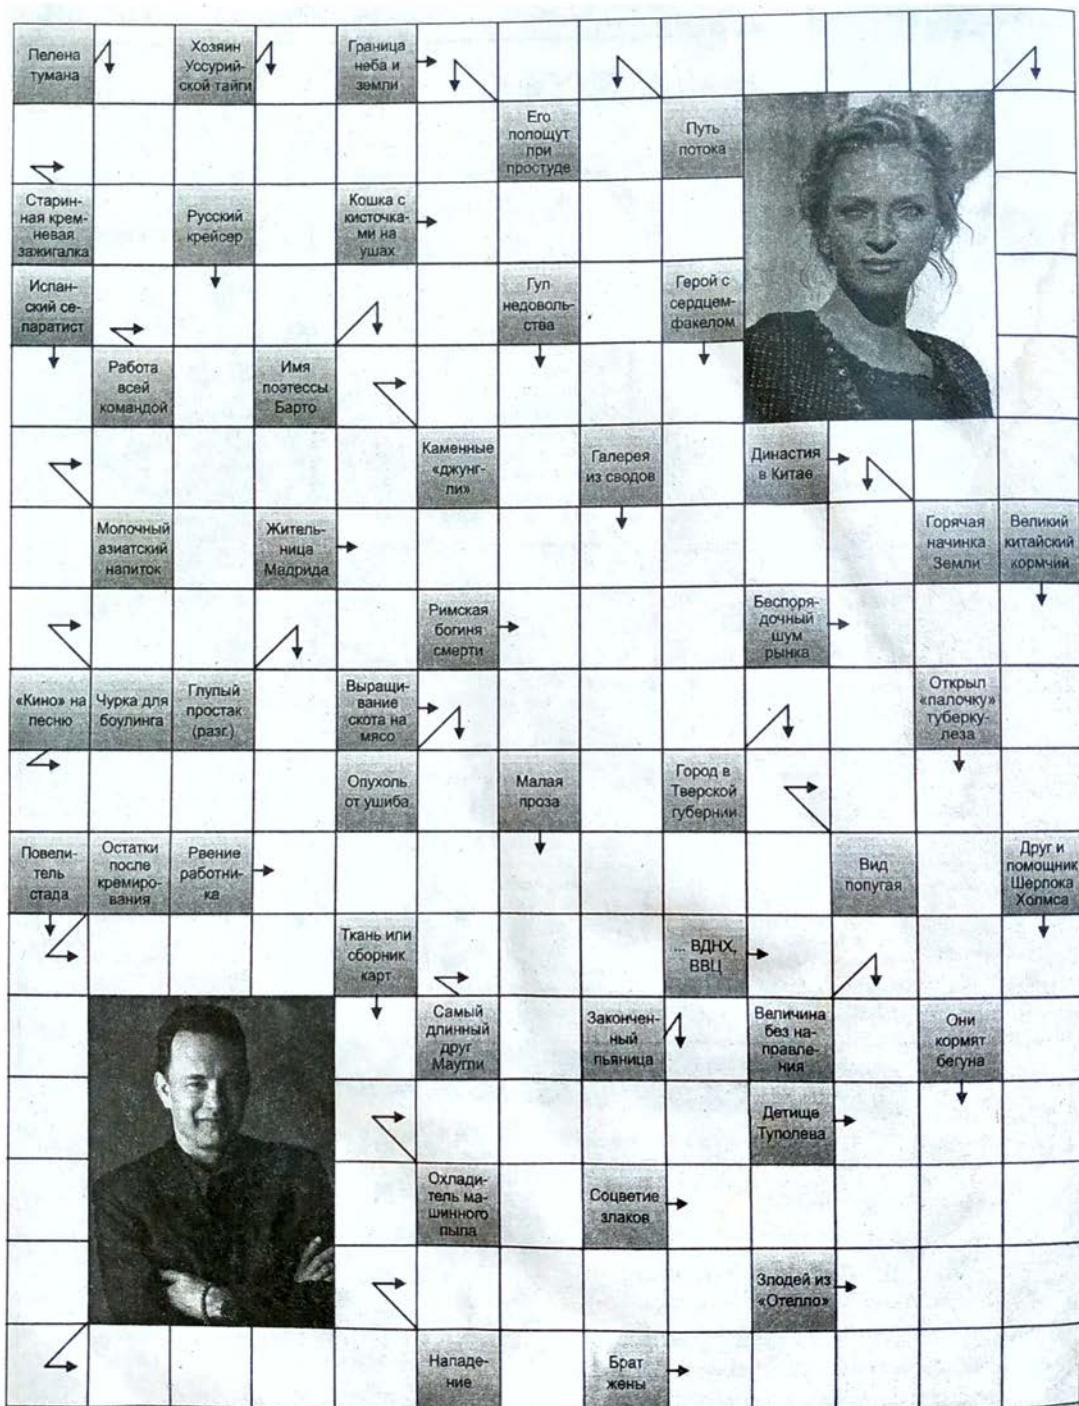 Пелена
тумана
Хозяин
Уссурий-
ской тайги
Граница
неба и
земли
Его
полощут
при
простуде
Путь
потока
Старин-
ная крем-
невая
зажигалка
Русский
крейсер
Кошка с
кисточка-
ми на
ушах
Испан-
ский се-
паратист
Гул
недоволь-
ства
Герой с
сердцем-
факелом
Работа
всей
командой
Имя
поэтессы
Барто
Каменные
«джунг-
ли»
Галерея
из сводов
Династия
в Китае
Молочный
азиатский
напиток
Житель-
ница
Мадрида
Горячая
начинка
Земли
Великий
китайский
кормчий
Римская
богиня
смерти
Беспоря-
дочный
шум
рынка
«Кино» на
песню
Чурка для
боулинга
Глупый
простак
(разг.)
Выращи-
вание
скота на
мясо
Открыл
«палочку»
туберку-
леза
Опухоль
от ушиба
Малая
проза
Город в
Тверской
губернии
Повели-
тель
стада
Остатки
после
кремиро-
вания
Рвение
работни-
ка
Вид
попугая
Друг и
помощник
Шерлока
Холмса
Ткань или
сборник
карт
... ВДНХ,
ВВЦ
Самый
длинный
друг
Маугли
Закончен-
ный
пьяница
Величина
без на-
правле-
ния
Они
кормят
бегуна
Детище
Туполева
Охлади-
тель ма-
шинного
пыла
Соцветие
злаков
Злодей из
«Отелло»
Нападе-
ние
Брат
жены